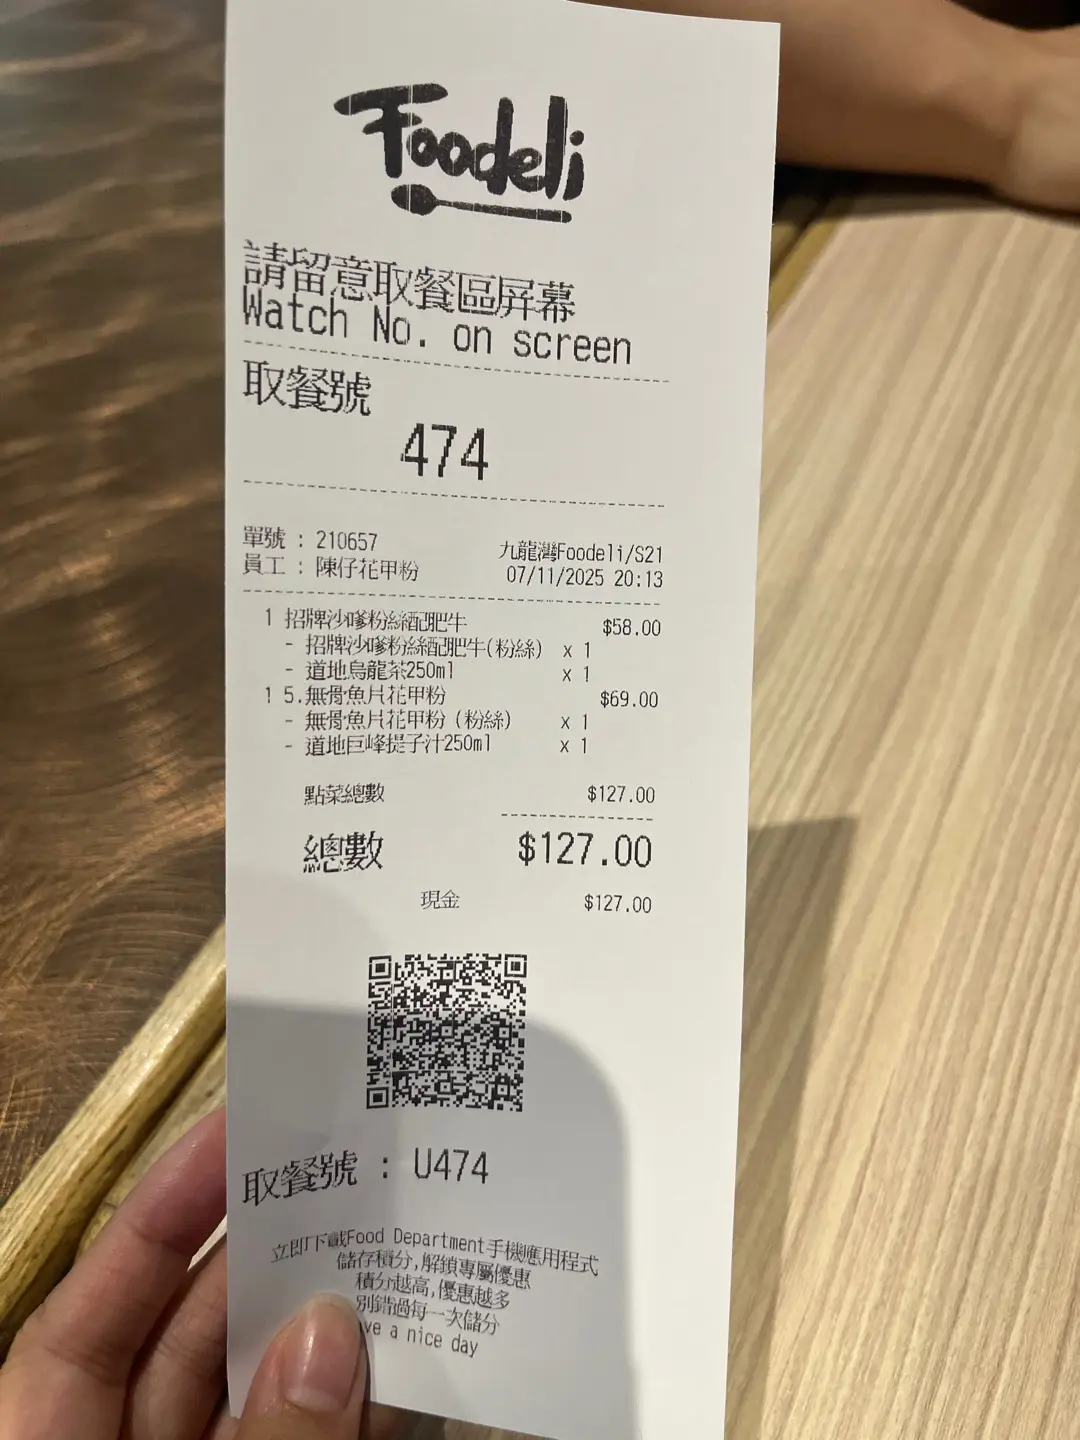 Foodeli
請留意取餐區屏幕
Watch No. on screen
取餐號
474
單號 : 210657
員工 : 陳仔花甲粉
九龍灣Foodeli/S21
07/11/2025 20:13
1 招牌沙嗲粉絲配肥牛 $58.00
- 招牌沙嗲粉絲配肥牛(粉絲) x 1
- 道地烏龍茶250ml x 1
1 5.無骨魚片花甲粉 $69.00
- 無骨魚片花甲粉 (粉絲) x 1
- 道地巨峰提子汁250ml x 1
點菜總數 $127.00
總數 $127.00
現金 $127.00
取餐號 : U474
立即下載Food Department手機應用程式
儲存積分,解鎖專屬優惠
積分越高,優惠越多
別錯過每一次儲分
ve a nice day